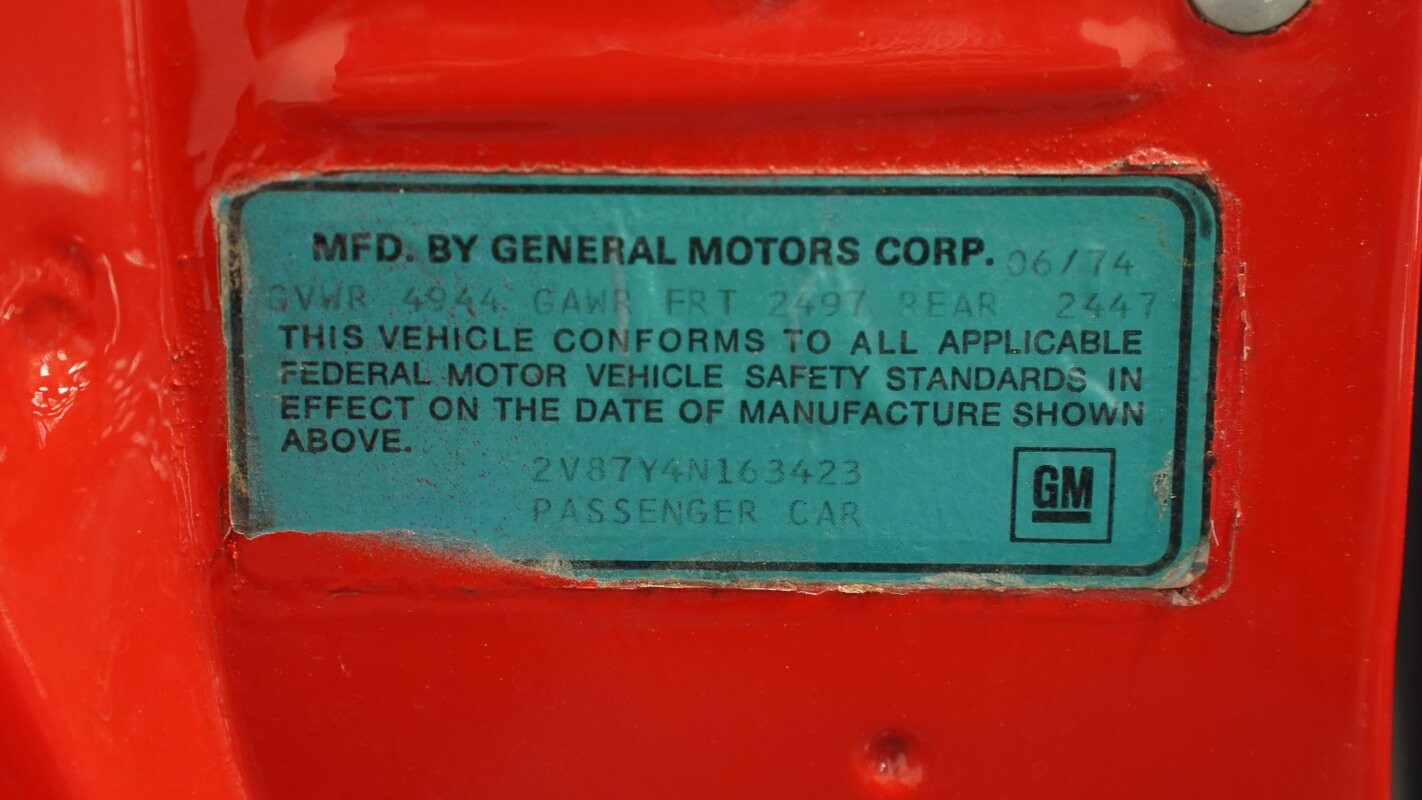 MFD. BY GENERAL MOTORS CORP. 06/74
GVWR 4944 GAWR FRT 2497 REAR 2447
THIS VEHICLE CONFORMS TO ALL APPLICABLE
FEDERAL MOTOR VEHICLE SAFETY STANDARDS IN
EFFECT ON THE DATE OF MANUFACTURE SHOWN
ABOVE.
2V87Y4N163423
PASSENGER CAR
GM